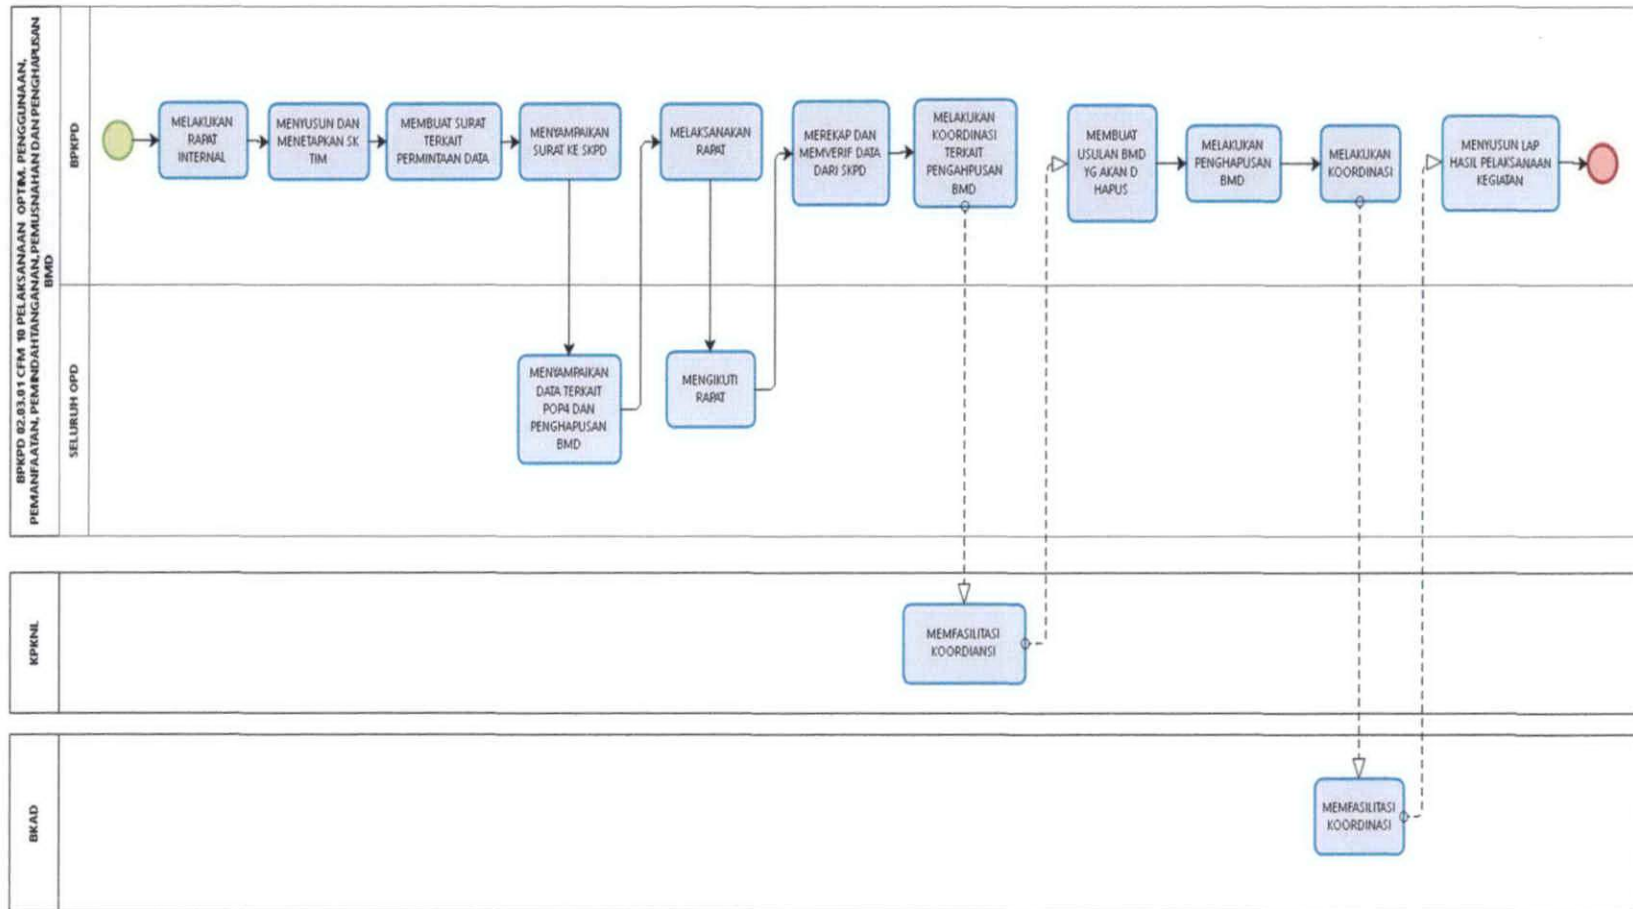 BPKPD 02.03.01 CFM 10 PELAKSANAAN OPTIM. PENGGUNAAN,
PEMANFAATAN, PEMINDAHTANGANAN, PEMUSNAHAN DAN PENGHAPUSAN
BMD
BPKPD
MELAKUKAN
RAPAT
INTERNAL
MENYUSUN DAN
MENETAPKAN SK
TIM
MEMBUAT SURAT
TERKAIT
PERMINTAAN DATA
MENYAMPAIKAN
SURAT KE SKPD
MELAKSANAKAN
RAPAT
MEREKAP DAN
MEMVERIF DATA
DARI SKPD
MELAKUKAN
KOORDINASI
TERKAIT
PENGAHPUSAN
BMD
MEMBUAT
USULAN BMD
YG AKAN D
HAPUS
MELAKUKAN
PENGHAPUSAN
BMD
MELAKUKAN
KOORDINASI
MENYUSUN LAP
HASIL PELAKSANAAN
KEGIATAN
SELURUH OPD
MENYAMPAIKAN
DATA TERKAIT
POP4 DAN
PENGHAPUSAN
BMD
MENGIKUTI
RAPAT
KPKNL
MEMFASILITASI
KOORDIANSI
BKAD
MEMFASILITASI
KOORDINASI